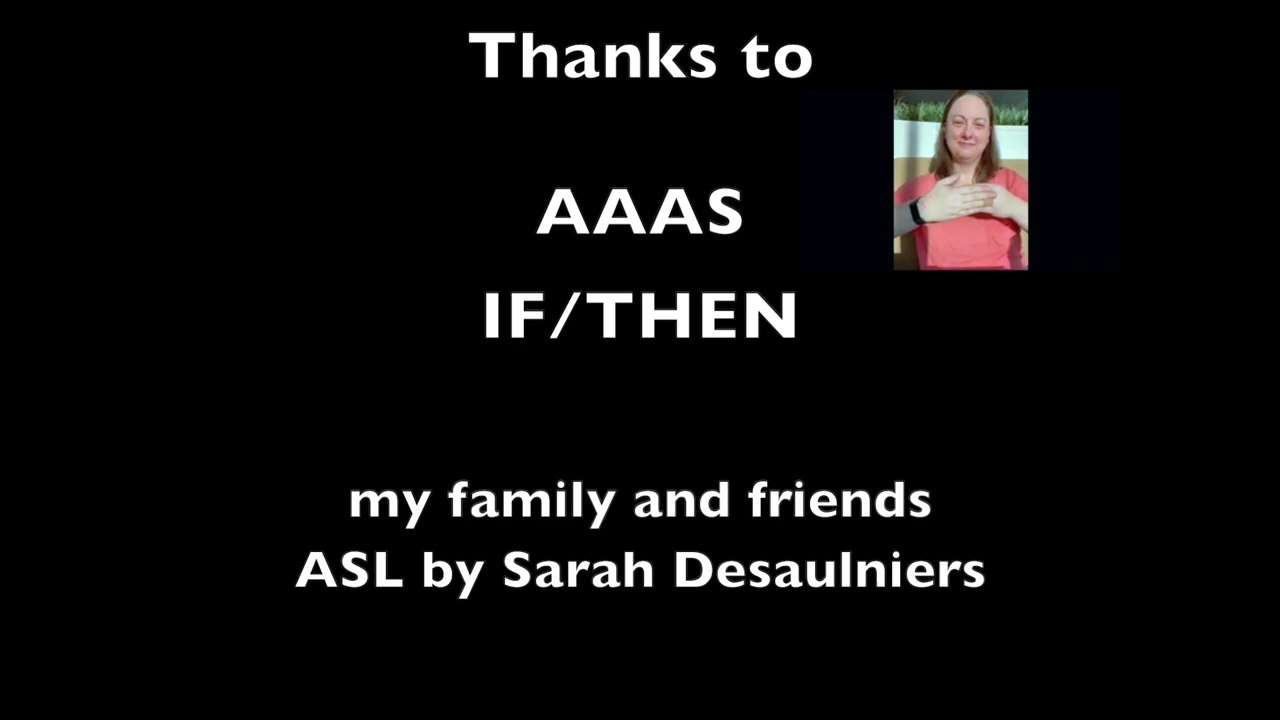 Thanks to
AAAS
IF/THEN
my family and friends
ASL by Sarah Desaulniers